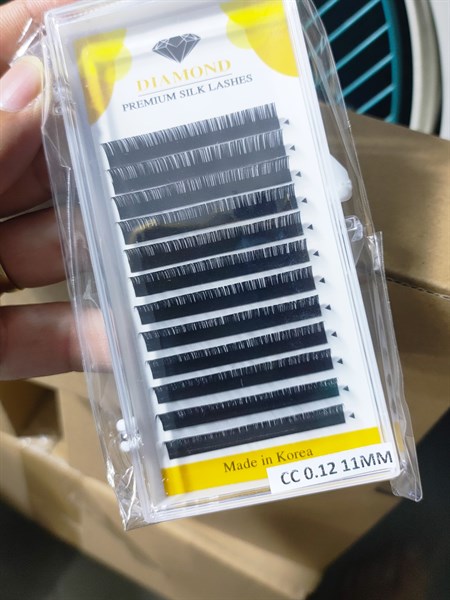 DIAMOND
PREMIUM SILK LASHES
Made in Korea
CC 0.12 11MM